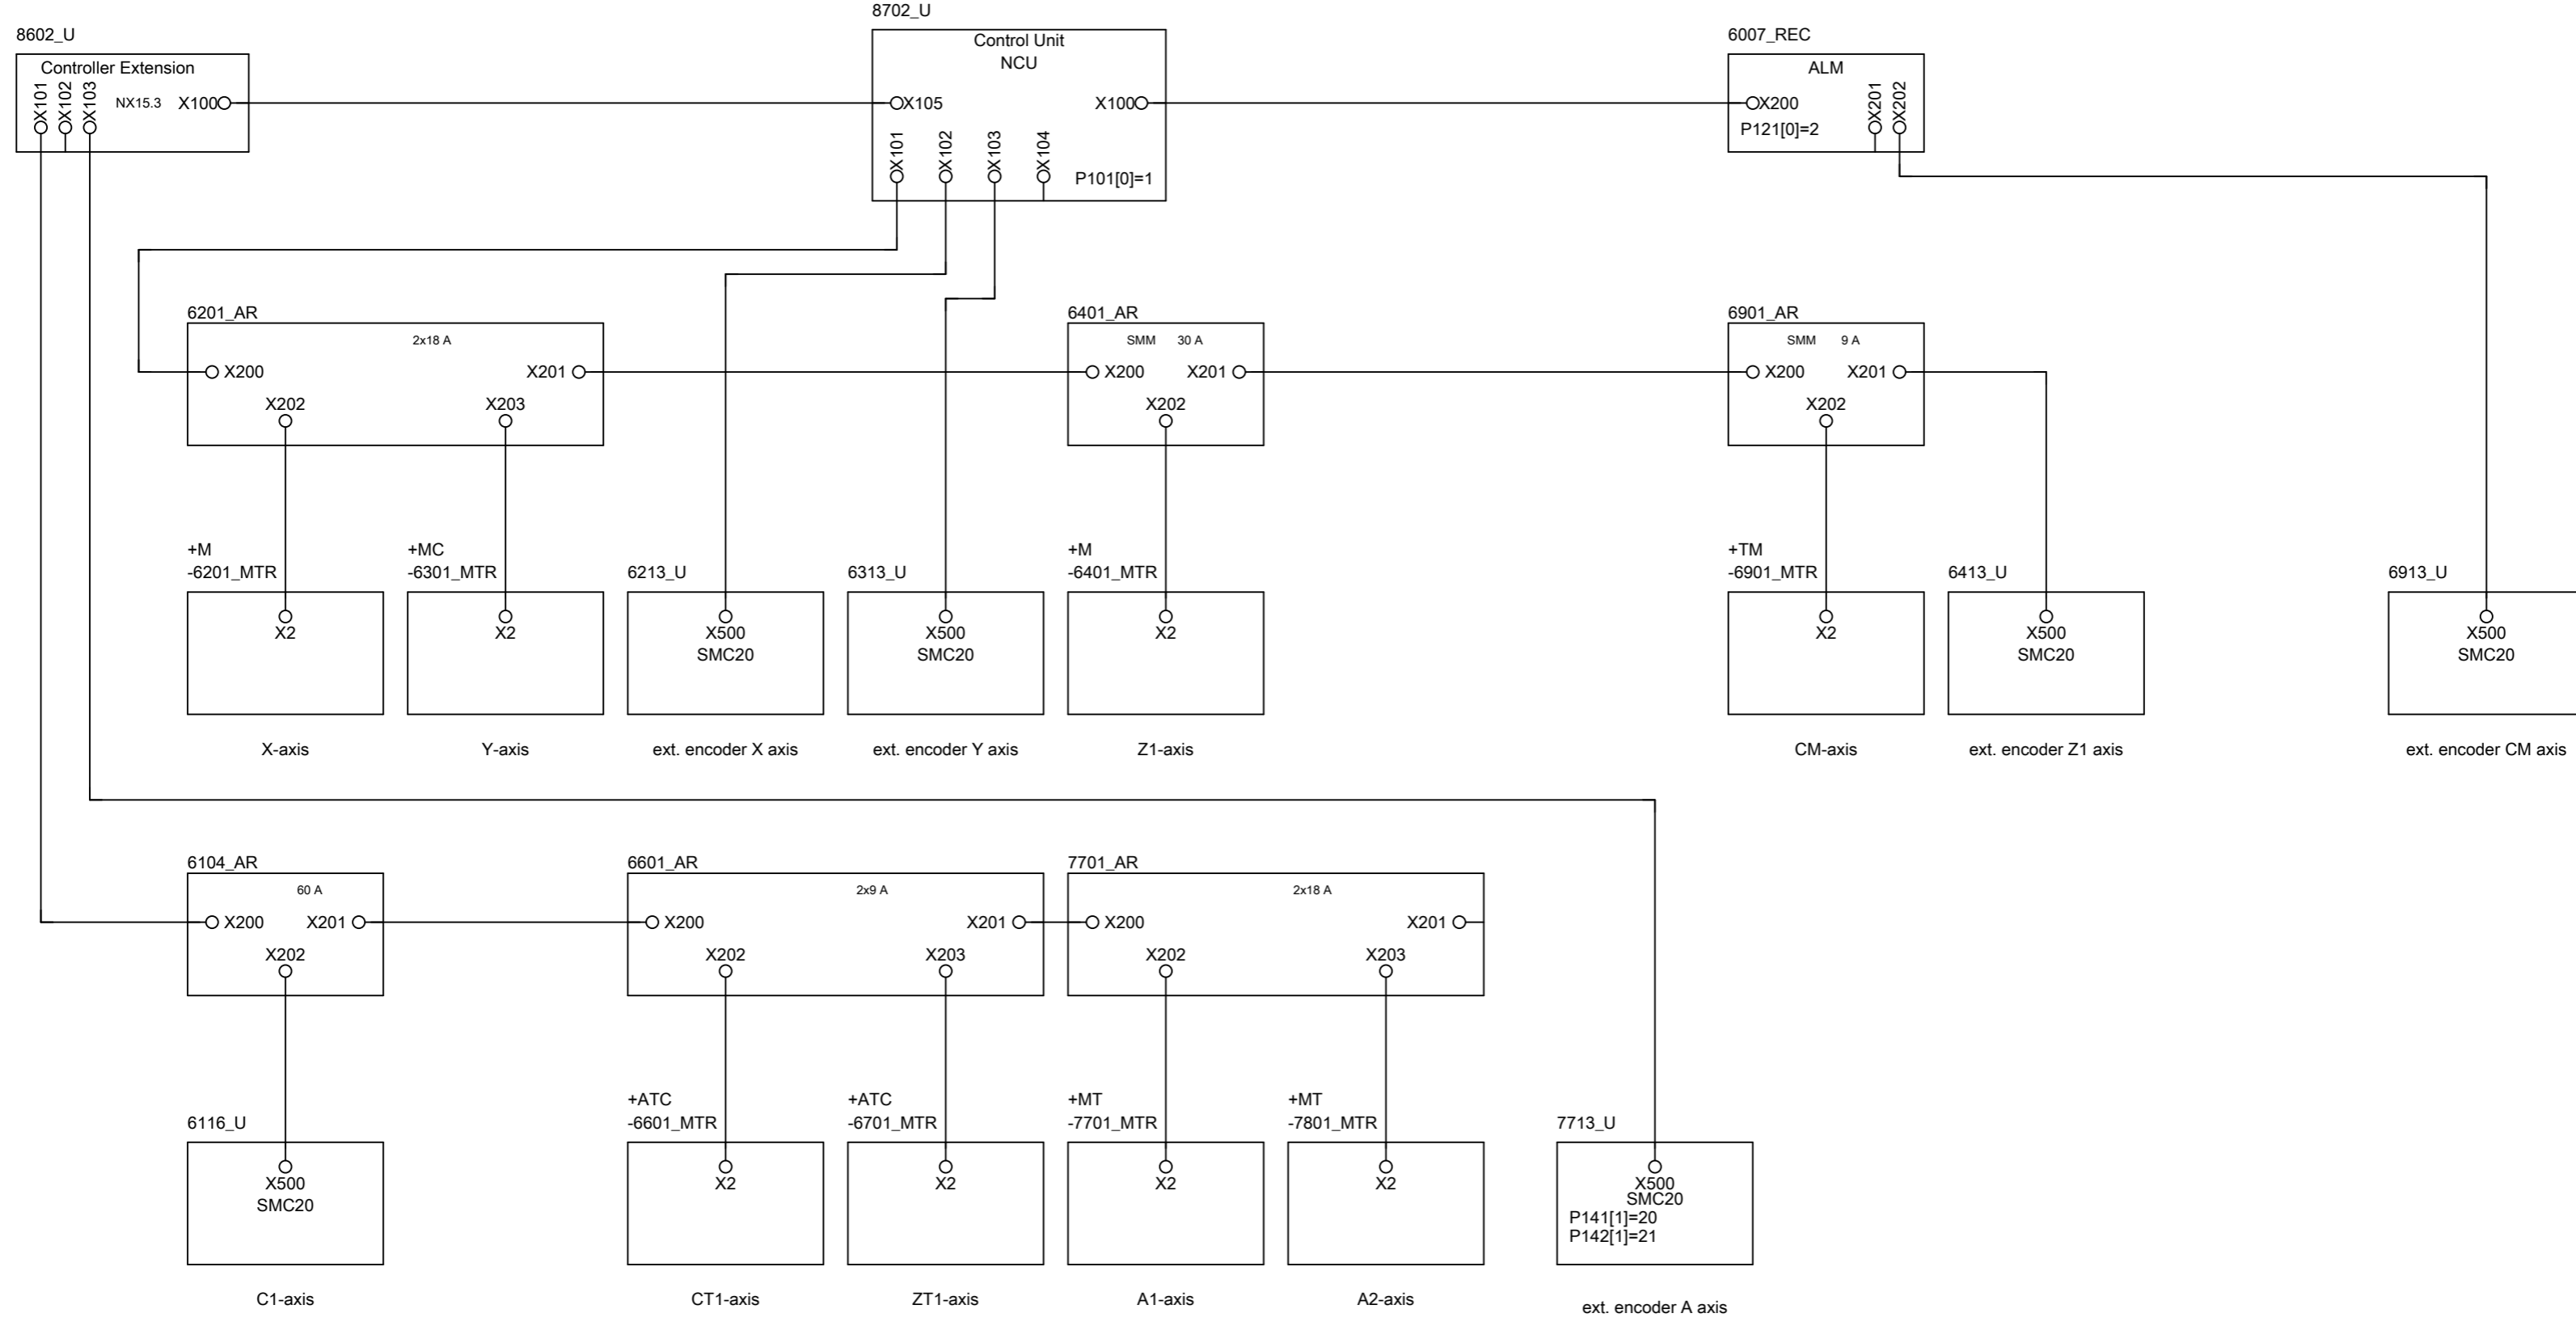 8702_U
8602_U
6007_REC
Controller Extension
X101
X102
X103
NX15.3
X100
Control Unit
NCU
X105
X100
X101
X102
X103
X104
P101[0]=1
ALM
X200
P121[0]=2
X201
X202
6201_AR
2x18 A
X200
X201
X202
X203
6401_AR
SMM 30 A
X200
X201
X202
6901_AR
SMM 9 A
X200
X201
X202
+M
-6201_MTR
X2
X-axis
+MC
-6301_MTR
X2
Y-axis
6213_U
X500
SMC20
ext. encoder X axis
6313_U
X500
SMC20
ext. encoder Y axis
+M
-6401_MTR
X2
Z1-axis
+TM
-6901_MTR
X2
CM-axis
6413_U
X500
SMC20
ext. encoder Z1 axis
6913_U
X500
SMC20
ext. encoder CM axis
6104_AR
60 A
X200
X201
X202
6601_AR
2x9 A
X200
X201
X202
X203
7701_AR
2x18 A
X200
X201
X202
X203
6116_U
X500
SMC20
C1-axis
+ATC
-6601_MTR
X2
CT1-axis
+ATC
-6701_MTR
X2
ZT1-axis
+MT
-7701_MTR
X2
A1-axis
+MT
-7801_MTR
X2
A2-axis
7713_U
X500
SMC20
P141[1]=20
P142[1]=21
ext. encoder A axis